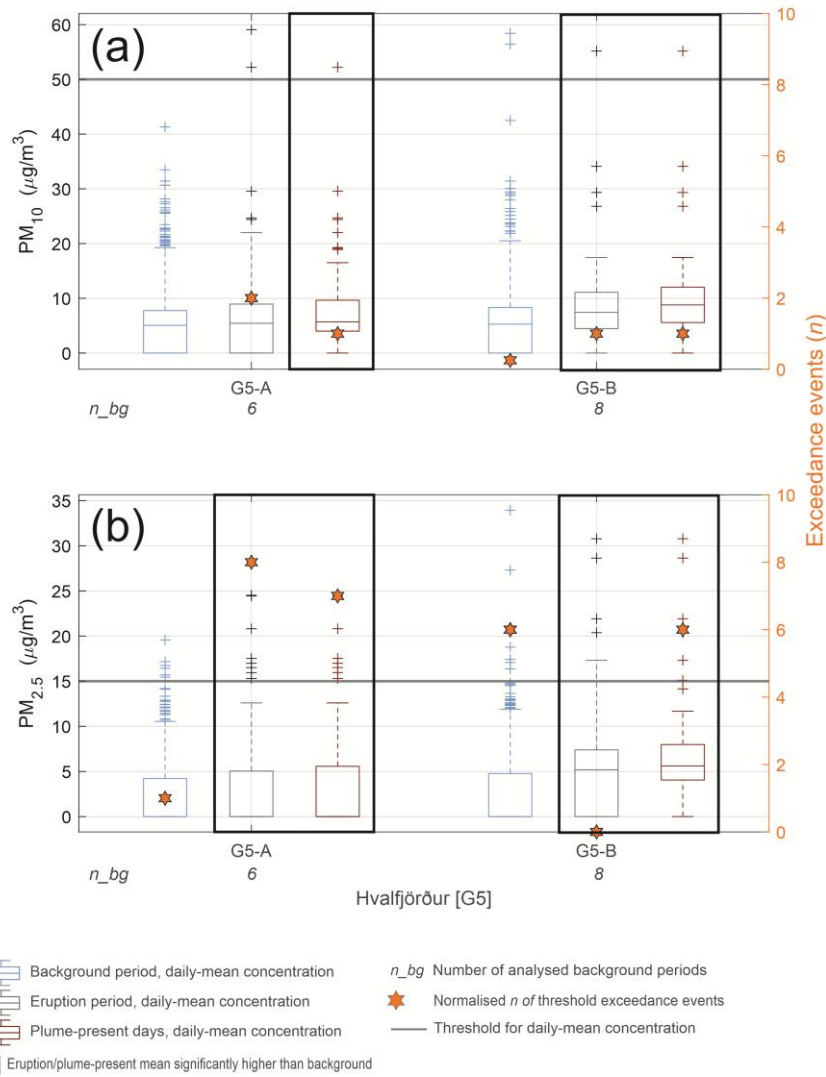 (a)
60
50
40
30
20
10
0
PM10 (μg/m³)
10
8
6
4
2
0
G5-A G5-B
n_bg 6 8
Exceedance events (n)
(b)
35
30
25
20
15
10
5
0
PM2.5 (μg/m³)
10
8
6
4
2
0
G5-A G5-B
n_bg 6 8
Hvalfjörður [G5]
Background period, daily-mean concentration
Eruption period, daily-mean concentration
Plume-present days, daily-mean concentration
Eruption/plume-present mean significantly higher than background
n_bg Number of analysed background periods
Normalised n of threshold exceedance events
Threshold for daily-mean concentration